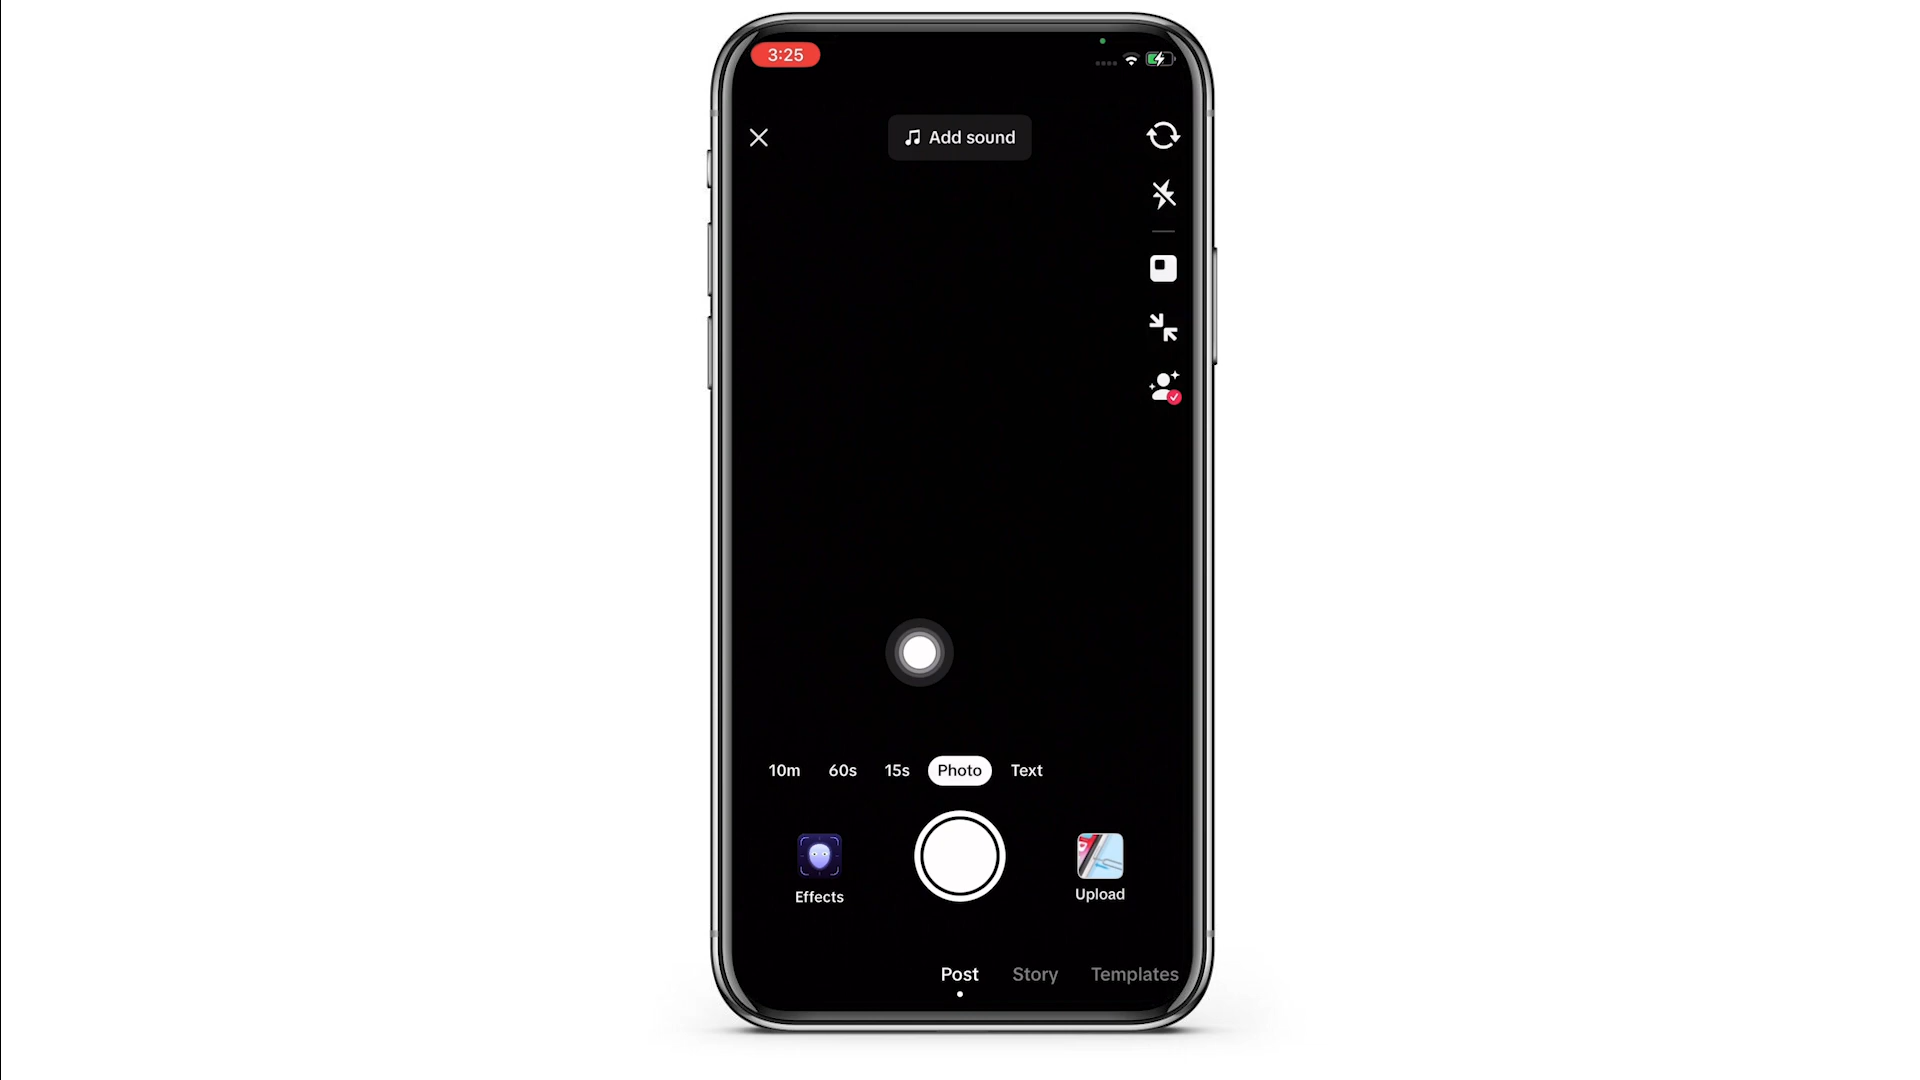 3:25
Add sound
10m 60s 15s Photo Text
Effects
Upload
Post Story Templates